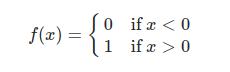 f(x) = { 0 if x < 0
1 if x > 0